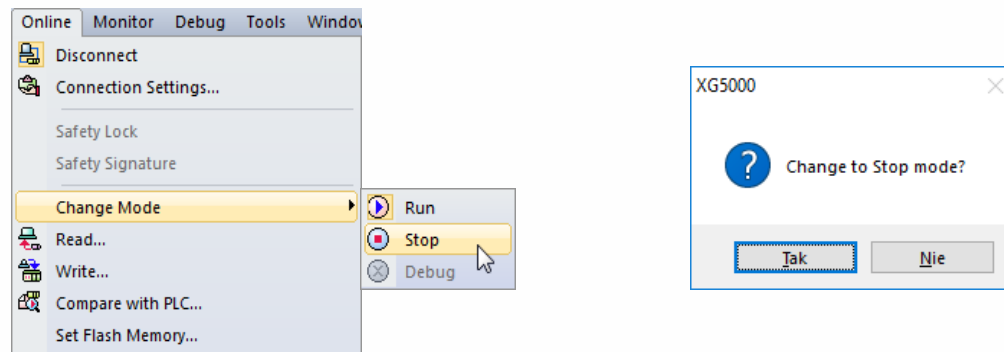 Online Monitor Debug Tools
Disconnect
Connection Settings...
Safety Lock
Safety Signature
Change Mode
Read...
Write...
Compare with PLC...
Set Flash Memory...
Run
Stop
Debug
XG5000
Change to Stop mode?
Tak Nie